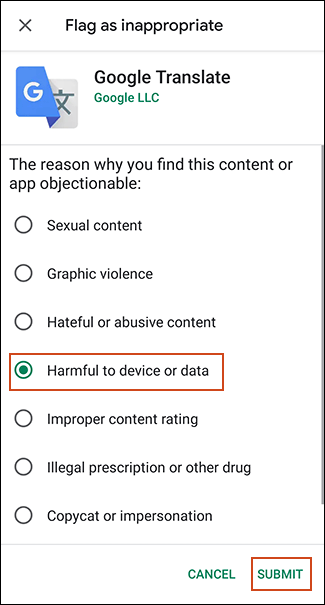 Flag as inappropriate
G 文
Google Translate
Google LLC
The reason why you find this content or
app objectionable:
Sexual content
Graphic violence
Hateful or abusive content
Harmful to device or data
Improper content rating
Illegal prescription or other drug
Copycat or impersonation
CANCEL SUBMIT